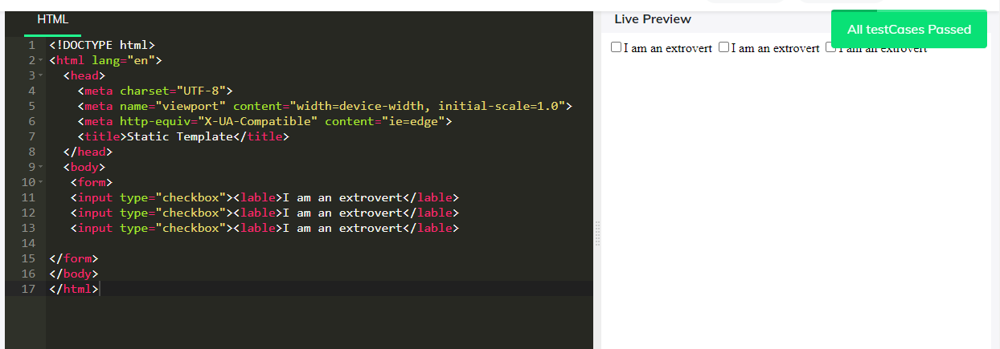 HTML
Live Preview
All testCases Passed
1 <!DOCTYPE html>
2 <html lang="en">
3 <head>
4 <meta charset="UTF-8">
5 <meta name="viewport" content="width=device-width, initial-scale=1.0">
6 <meta http-equiv="X-UA-Compatible" content="ie=edge">
7 <title>Static Template</title>
8 </head>
9 <body>
10 <form>
11 <input type="checkbox"><lable>I am an extrovert</lable>
12 <input type="checkbox"><lable>I am an extrovert</lable>
13 <input type="checkbox"><lable>I am an extrovert</lable>
14
15 </form>
16 </body>
17 </html>
I am an extrovert I am an extrovert I am an extrovert